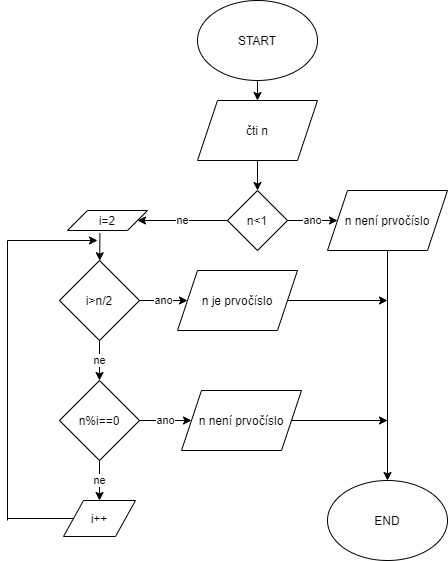 START
čti n
i=2
ne
n<1
ano
n není prvočíslo
i>n/2
ano
n je prvočíslo
ne
n%i==0
ano
n není prvočíslo
ne
i++
END